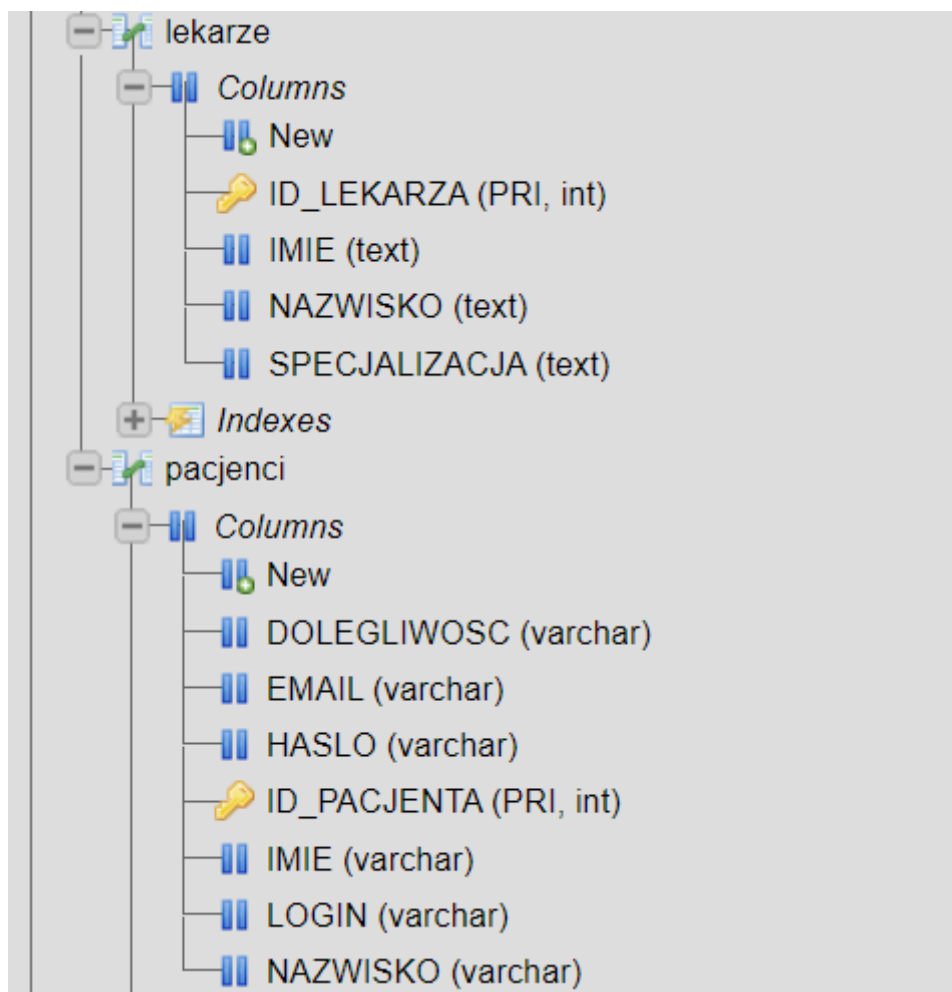 lekarze
Columns
New
ID_LEKARZA (PRI, int)
IMIE (text)
NAZWISKO (text)
SPECJALIZACJA (text)
Indexes
pacjenci
Columns
New
DOLEGLIWOSC (varchar)
EMAIL (varchar)
HASLO (varchar)
ID_PACJENTA (PRI, int)
IMIE (varchar)
LOGIN (varchar)
NAZWISKO (varchar)